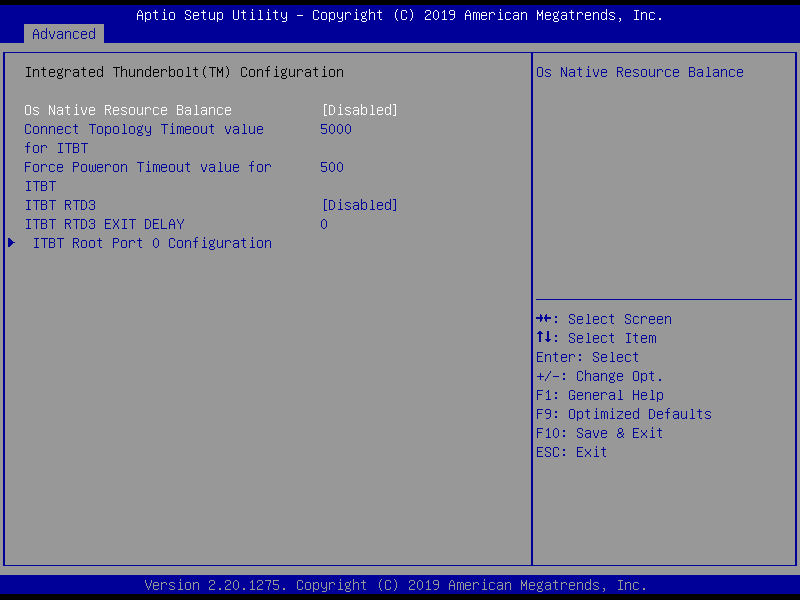 Aptio Setup Utility – Copyright (C) 2019 American Megatrends, Inc.
Advanced
Integrated Thunderbolt(TM) Configuration
Os Native Resource Balance [Disabled]
Connect Topology Timeout value 5000
for ITBT
Force Poweron Timeout value for 500
ITBT
ITBT RTD3 [Disabled]
ITBT RTD3 EXIT DELAY 0
ITBT Root Port 0 Configuration
Os Native Resource Balance
→←: Select Screen
↑↓: Select Item
Enter: Select
+/-: Change Opt.
F1: General Help
F9: Optimized Defaults
F10: Save & Exit
ESC: Exit
Version 2.20.1275. Copyright (C) 2019 American Megatrends, Inc.